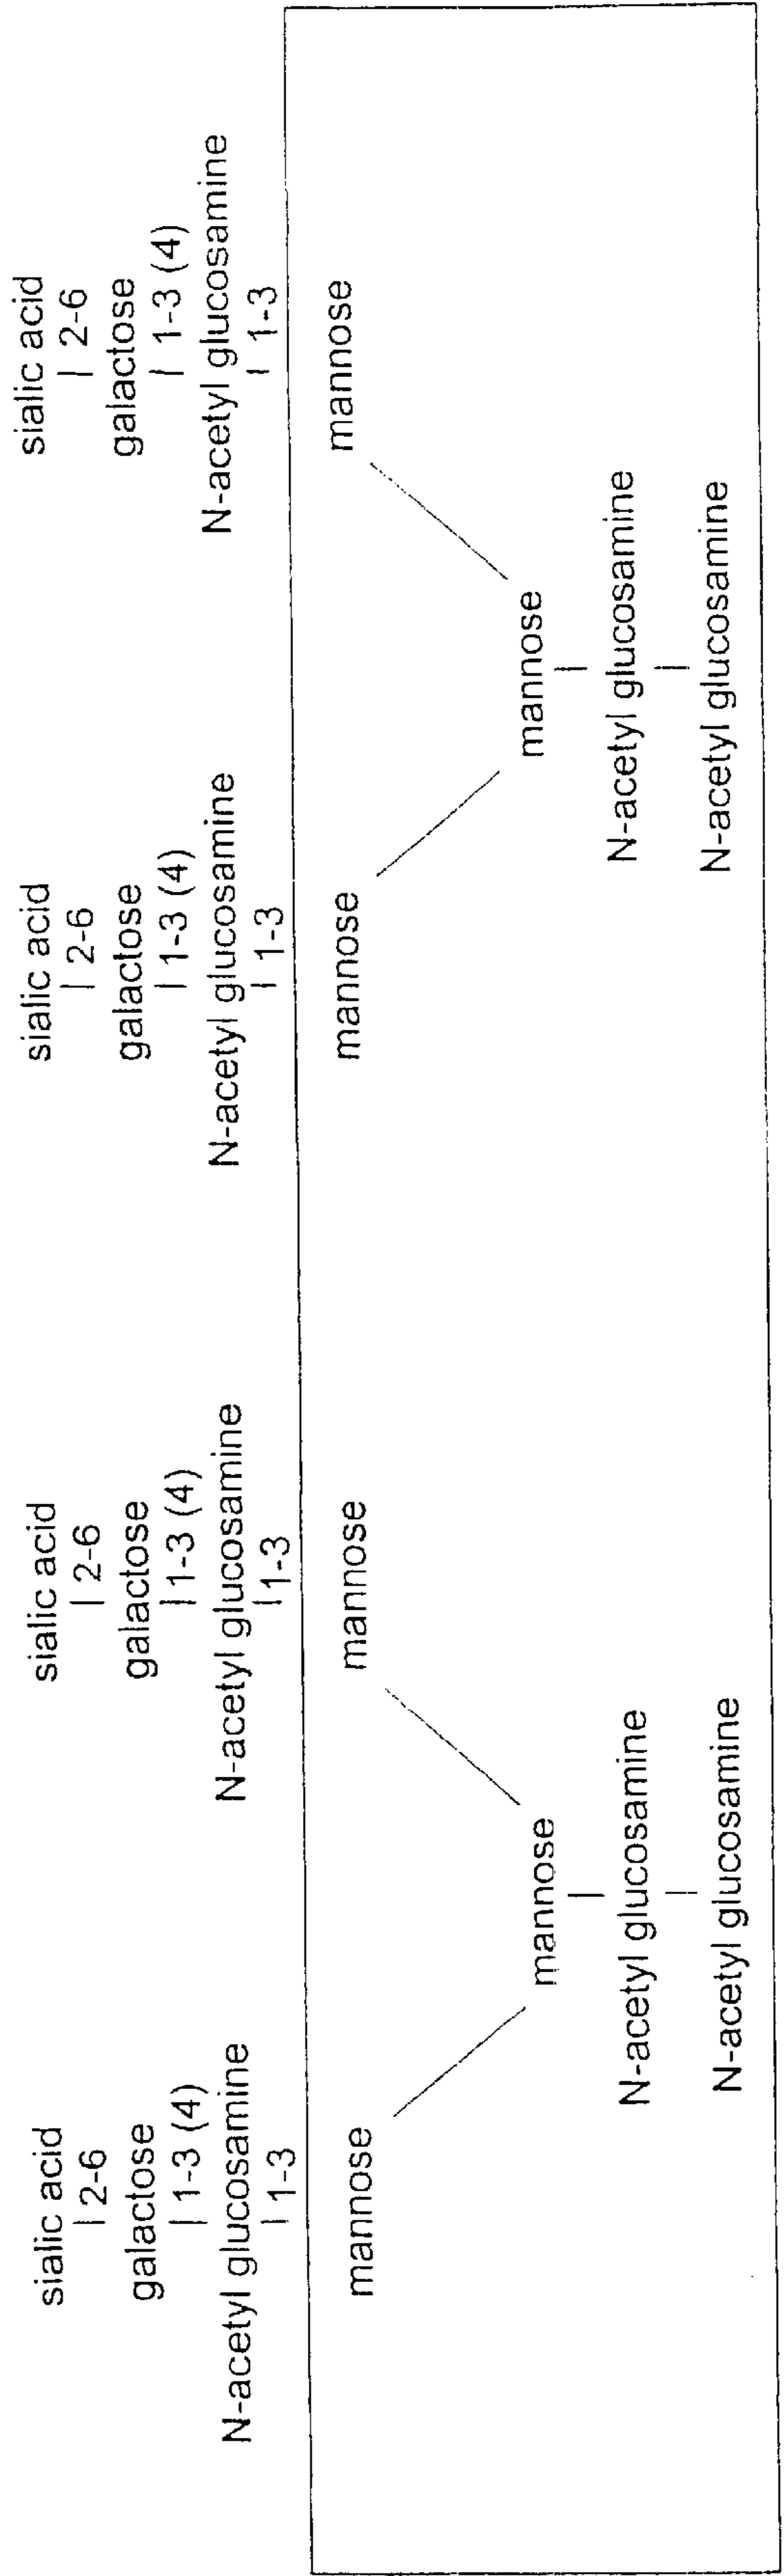 sialic acid sialic acid sialic acid sialic acid
| 2-6 | 2-6 | 2-6 | 2-6
galactose galactose galactose galactose
| 1-3 (4) | 1-3 (4) | 1-3 (4) | 1-3 (4)
N-acetyl glucosamine N-acetyl glucosamine N-acetyl glucosamine N-acetyl glucosamine
| 1-3 | 1-3 | 1-3 | 1-3
mannose mannose mannose mannose
mannose mannose
N-acetyl glucosamine N-acetyl glucosamine
N-acetyl glucosamine N-acetyl glucosamine